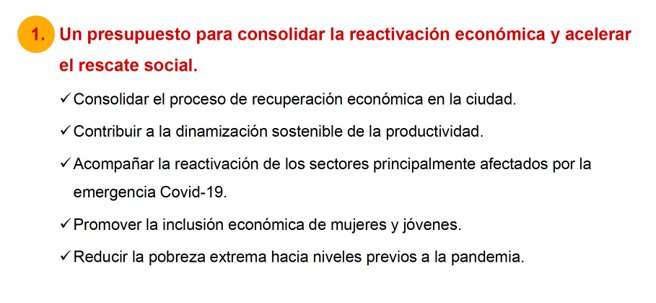 1. Un presupuesto para consolidar la reactivación económica y acelerar
el rescate social.
✓Consolidar el proceso de recuperación económica en la ciudad.
✓Contribuir a la dinamización sostenible de la productividad.
✓Acompañar la reactivación de los sectores principalmente afectados por la
emergencia Covid-19.
✓Promover la inclusión económica de mujeres y jóvenes.
✓Reducir la pobreza extrema hacia niveles previos a la pandemia.